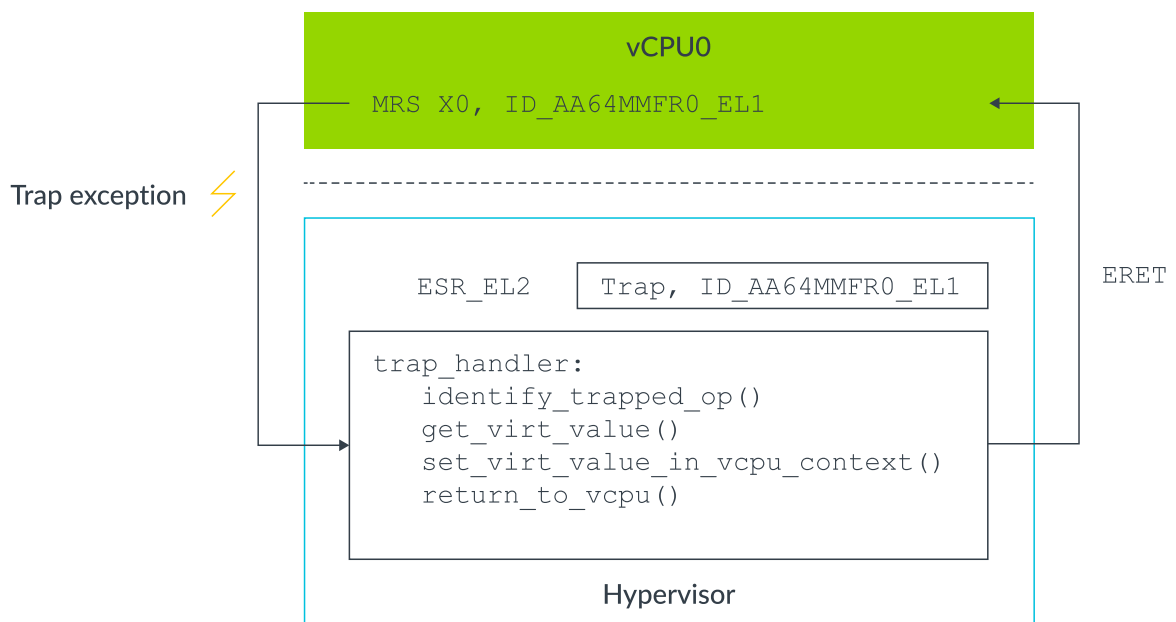 vCPU0
MRS X0, ID_AA64MMFR0_EL1
Trap exception
ESR_EL2
Trap, ID_AA64MMFR0_EL1
ERET
trap_handler:
identify_trapped_op()
get_virt_value()
set_virt_value_in_vcpu_context()
return_to_vcpu()
Hypervisor